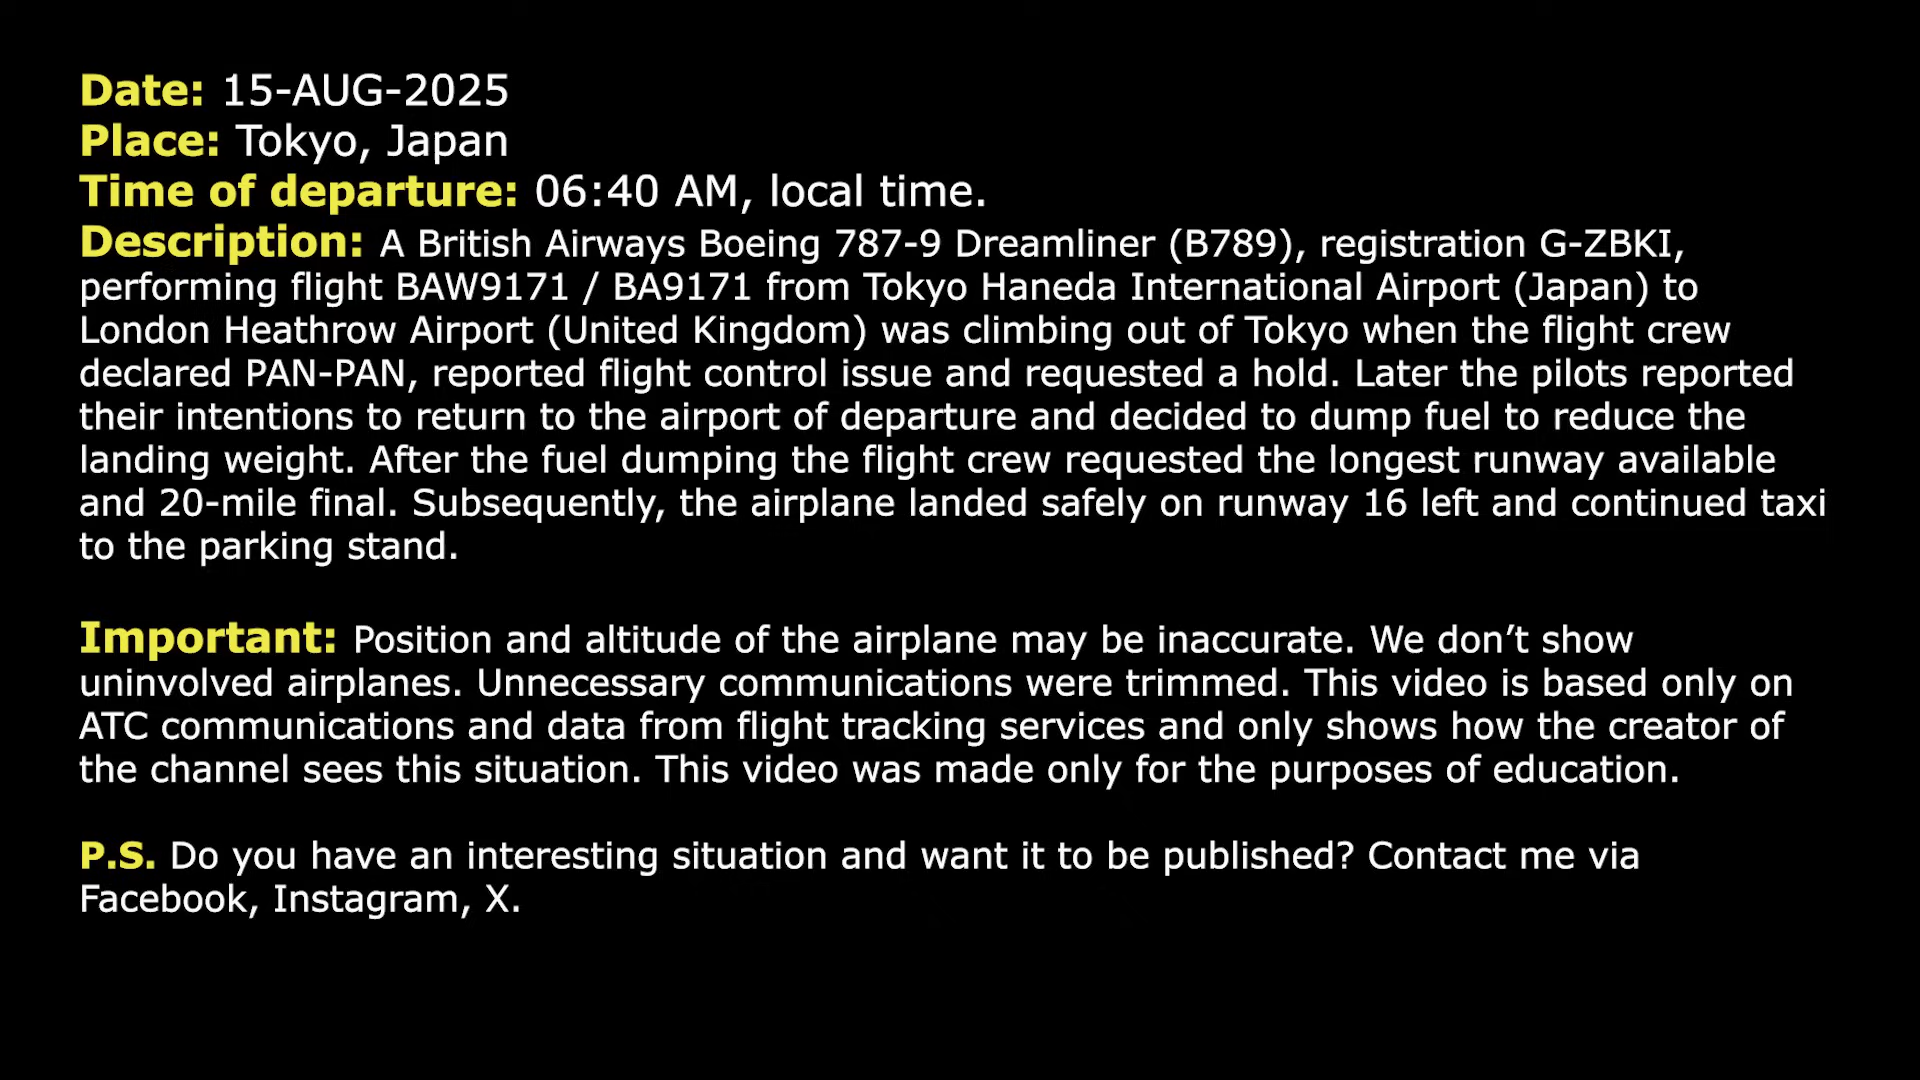 Date: 15-AUG-2025
Place: Tokyo, Japan
Time of departure: 06:40 AM, local time.
Description: A British Airways Boeing 787-9 Dreamliner (B789), registration G-ZBKI,
performing flight BAW9171 / BA9171 from Tokyo Haneda International Airport (Japan) to
London Heathrow Airport (United Kingdom) was climbing out of Tokyo when the flight crew
declared PAN-PAN, reported flight control issue and requested a hold. Later the pilots reported
their intentions to return to the airport of departure and decided to dump fuel to reduce the
landing weight. After the fuel dumping the flight crew requested the longest runway available
and 20-mile final. Subsequently, the airplane landed safely on runway 16 left and continued taxi
to the parking stand.
Important: Position and altitude of the airplane may be inaccurate. We don’t show
uninvolved airplanes. Unnecessary communications were trimmed. This video is based only on
ATC communications and data from flight tracking services and only shows how the creator of
the channel sees this situation. This video was made only for the purposes of education.
P.S. Do you have an interesting situation and want it to be published? Contact me via
Facebook, Instagram, X.